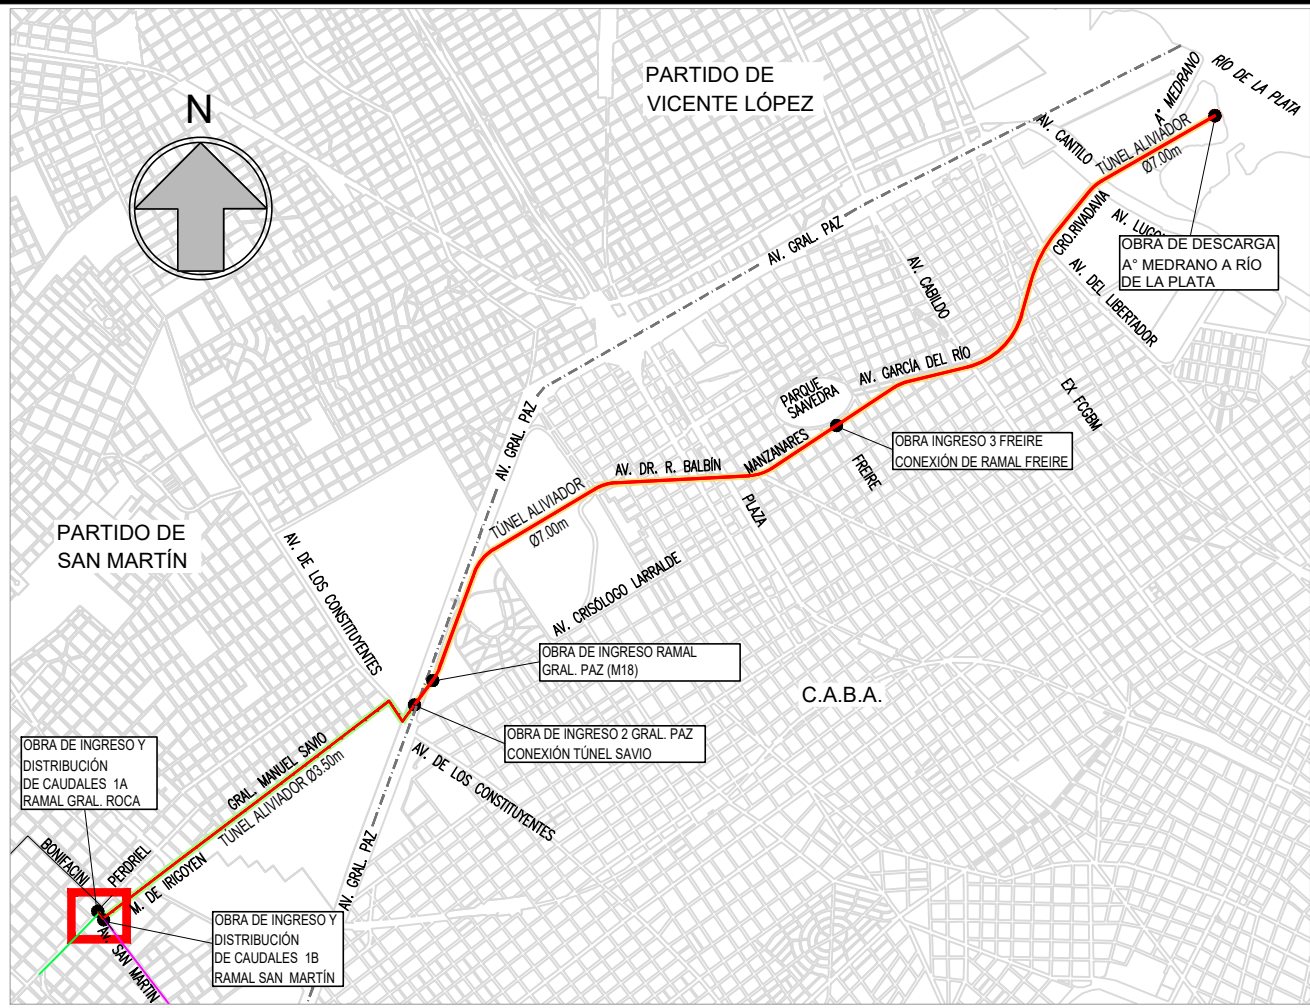 PARTIDO DE
VICENTE LÓPEZ
N
RÍO DE LA PLATA
A° MEDRANO
AV. CANTILO
TÚNEL ALIVIADOR
Ø7.00m
CRO.RIVADAVIA
OBRA DE DESCARGA
A° MEDRANO A RÍO
DE LA PLATA
AV. GRAL. PAZ
AV. CABILDO
AV. DEL LIBERTADOR
AV. GARCÍA DEL RÍO
PARQUE
SAAVEDRA
EX FCGBM
AV. GRAL. PAZ
OBRA INGRESO 3 FREIRE
CONEXIÓN DE RAMAL FREIRE
MANZANARES
FREIRE
AV. DR. R. BALBÍN
PLAZA
TÚNEL ALIVIADOR
Ø7.00m
PARTIDO DE
SAN MARTÍN
AV. DE LOS CONSTITUYENTES
AV. CRISÓLOGO LARRALDE
OBRA DE INGRESO RAMAL
GRAL. PAZ (M18)
C.A.B.A.
OBRA DE INGRESO 2 GRAL. PAZ
CONEXIÓN TÚNEL SAVIO
AV. DE LOS CONSTITUYENTES
OBRA DE INGRESO Y
DISTRIBUCIÓN
DE CAUDALES 1A
RAMAL GRAL. ROCA
GRAL. MANUEL SAVIO
TÚNEL ALIVIADOR Ø3.50m
AV. GRAL. PAZ
BONIFACINI
PERDRIEL
M. DE IRIGOYEN
OBRA DE INGRESO Y
DISTRIBUCIÓN
DE CAUDALES 1B
RAMAL SAN MARTÍN
AV. SAN MARTIN